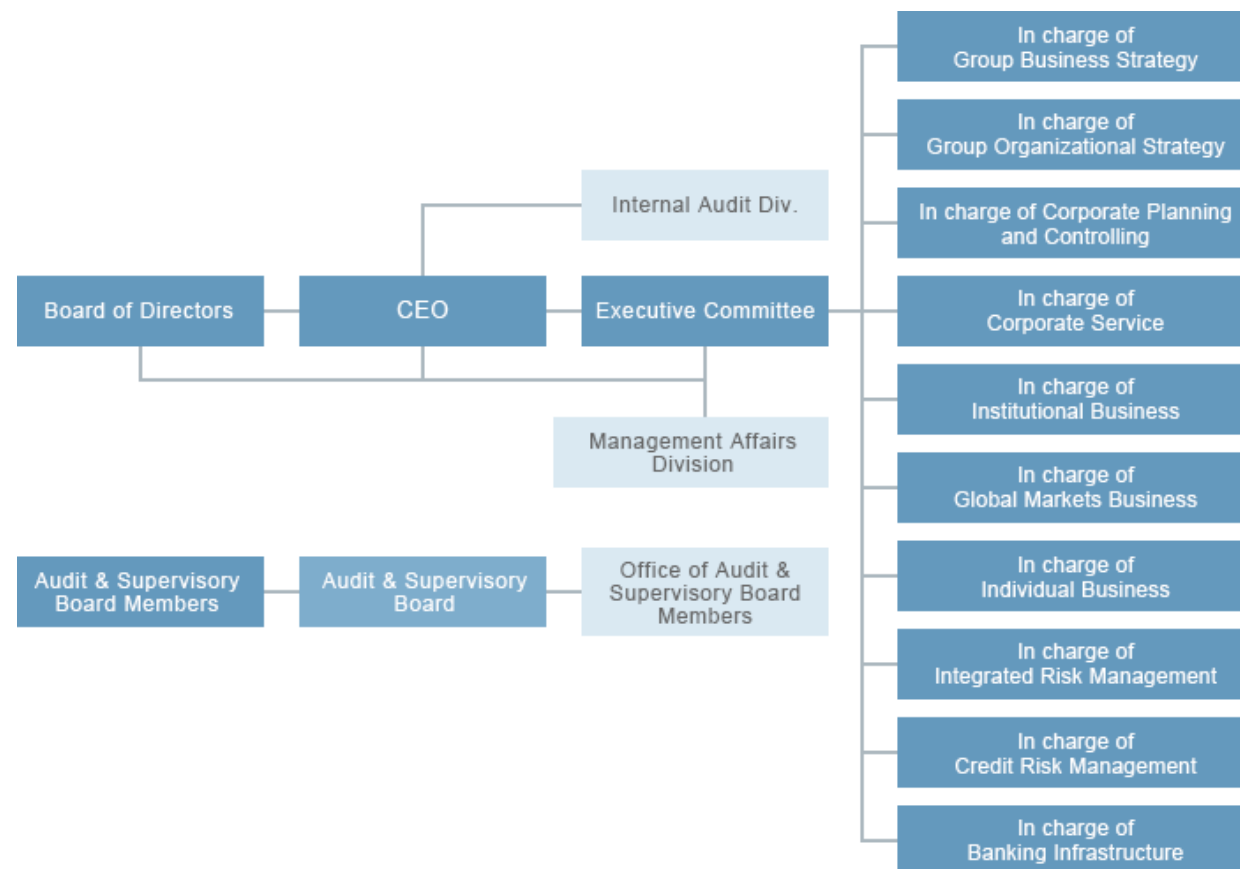 Board of Directors
CEO
Internal Audit Div.
Executive Committee
Management Affairs
Division
Audit & Supervisory
Board Members
Audit & Supervisory
Board
Office of Audit &
Supervisory Board
Members
In charge of
Group Business Strategy
In charge of
Group Organizational Strategy
In charge of Corporate Planning
and Controlling
In charge of
Corporate Service
In charge of
Institutional Business
In charge of
Global Markets Business
In charge of
Individual Business
In charge of
Integrated Risk Management
In charge of
Credit Risk Management
In charge of
Banking Infrastructure